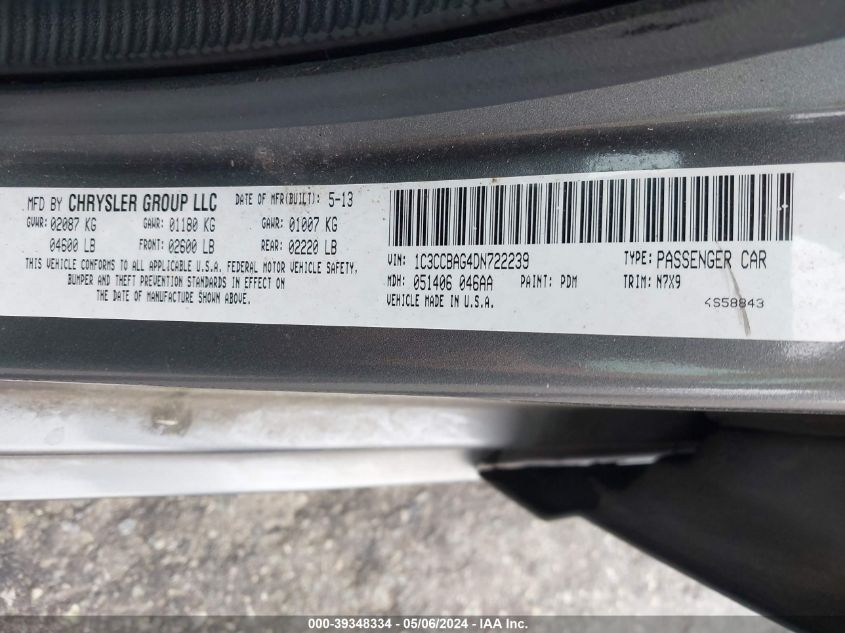 MFD BY CHRYSLER GROUP LLC DATE OF MFR(BUILT): 5-13
GVWR: 02087 KG GAWR: 01180 KG GAWR: 01007 KG
04600 LB FRONT: 02600 LB REAR: 02220 LB
THIS VEHICLE CONFORMS TO ALL APPLICABLE U.S.A. FEDERAL MOTOR VEHICLE SAFETY,
BUMPER AND THEFT PREVENTION STANDARDS IN EFFECT ON
THE DATE OF MANUFACTURE SHOWN ABOVE.
VIN: 1C3CCBAG4DN722239 TYPE: PASSENGER CAR
MDH: 051406 046AA PAINT: PDM TRIM: N7X9
VEHICLE MADE IN U.S.A. 4S58843
000-39348334 - 05/06/2024 - IAA Inc.